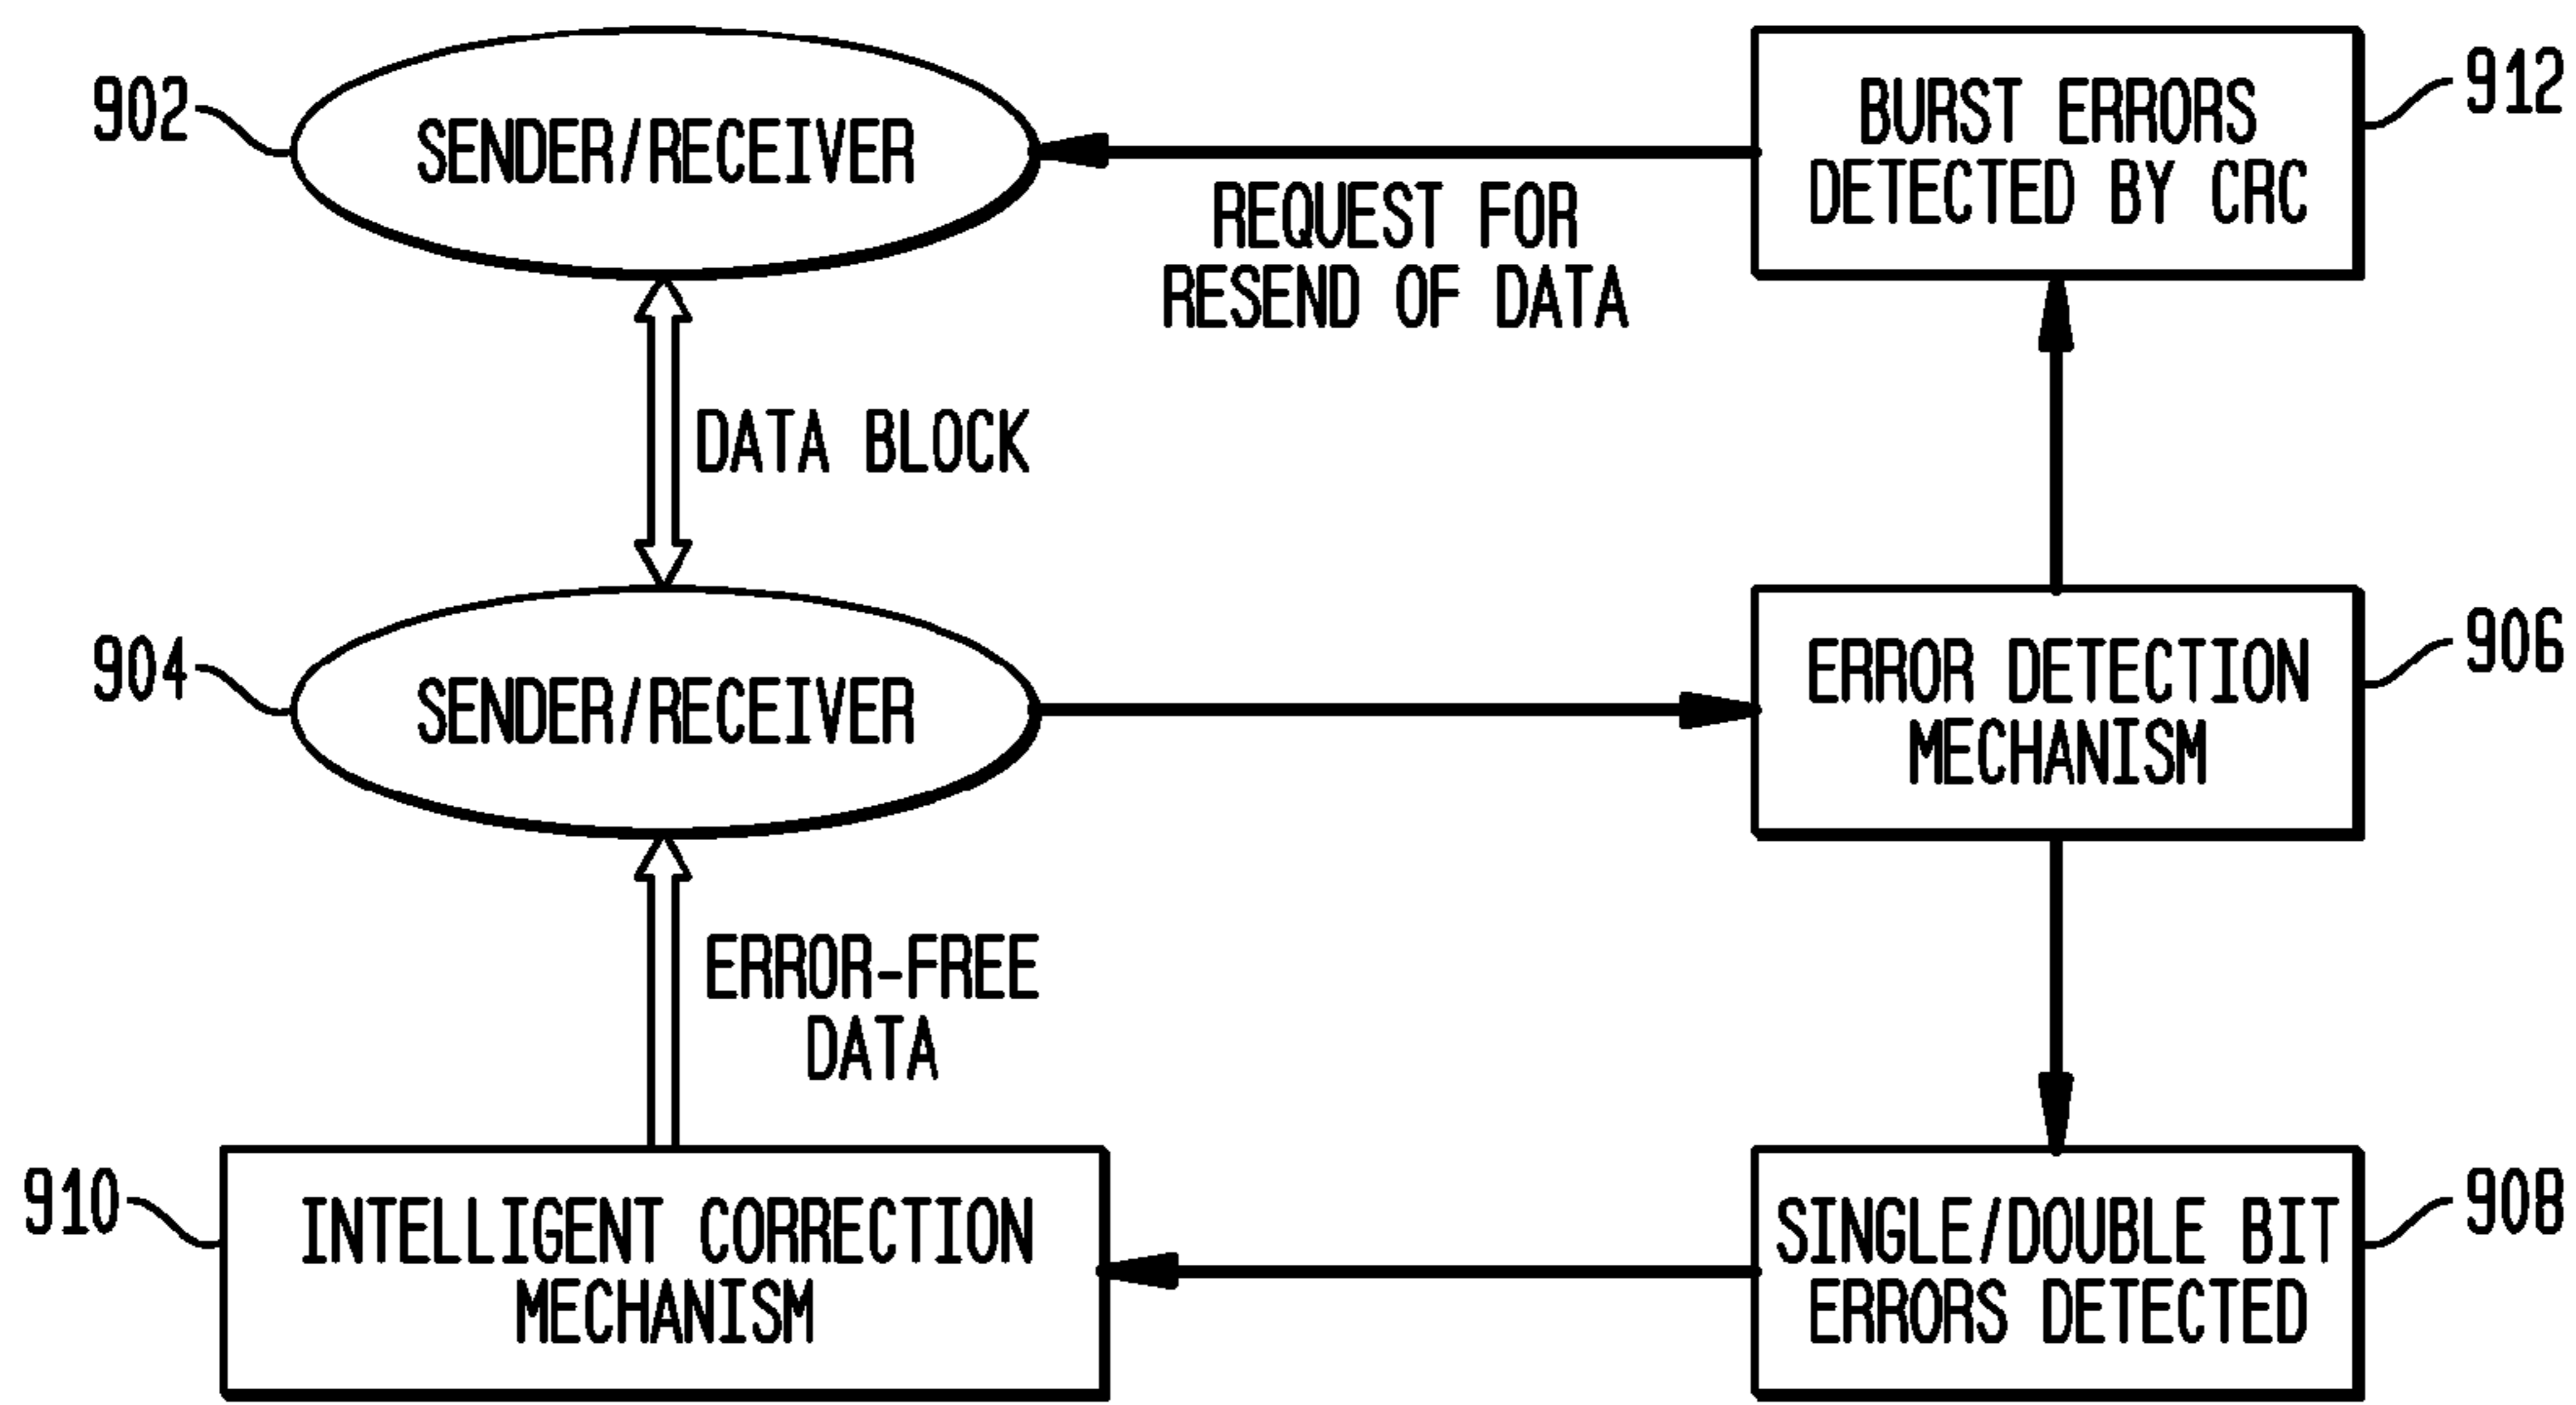 902
SENDER/RECEIVER
BURST ERRORS
DETECTED BY CRC
912
REQUEST FOR
RESEND OF DATA
DATA BLOCK
904
SENDER/RECEIVER
ERROR DETECTION
MECHANISM
906
ERROR-FREE
DATA
910
INTELLIGENT CORRECTION
MECHANISM
SINGLE/DOUBLE BIT
ERRORS DETECTED
908